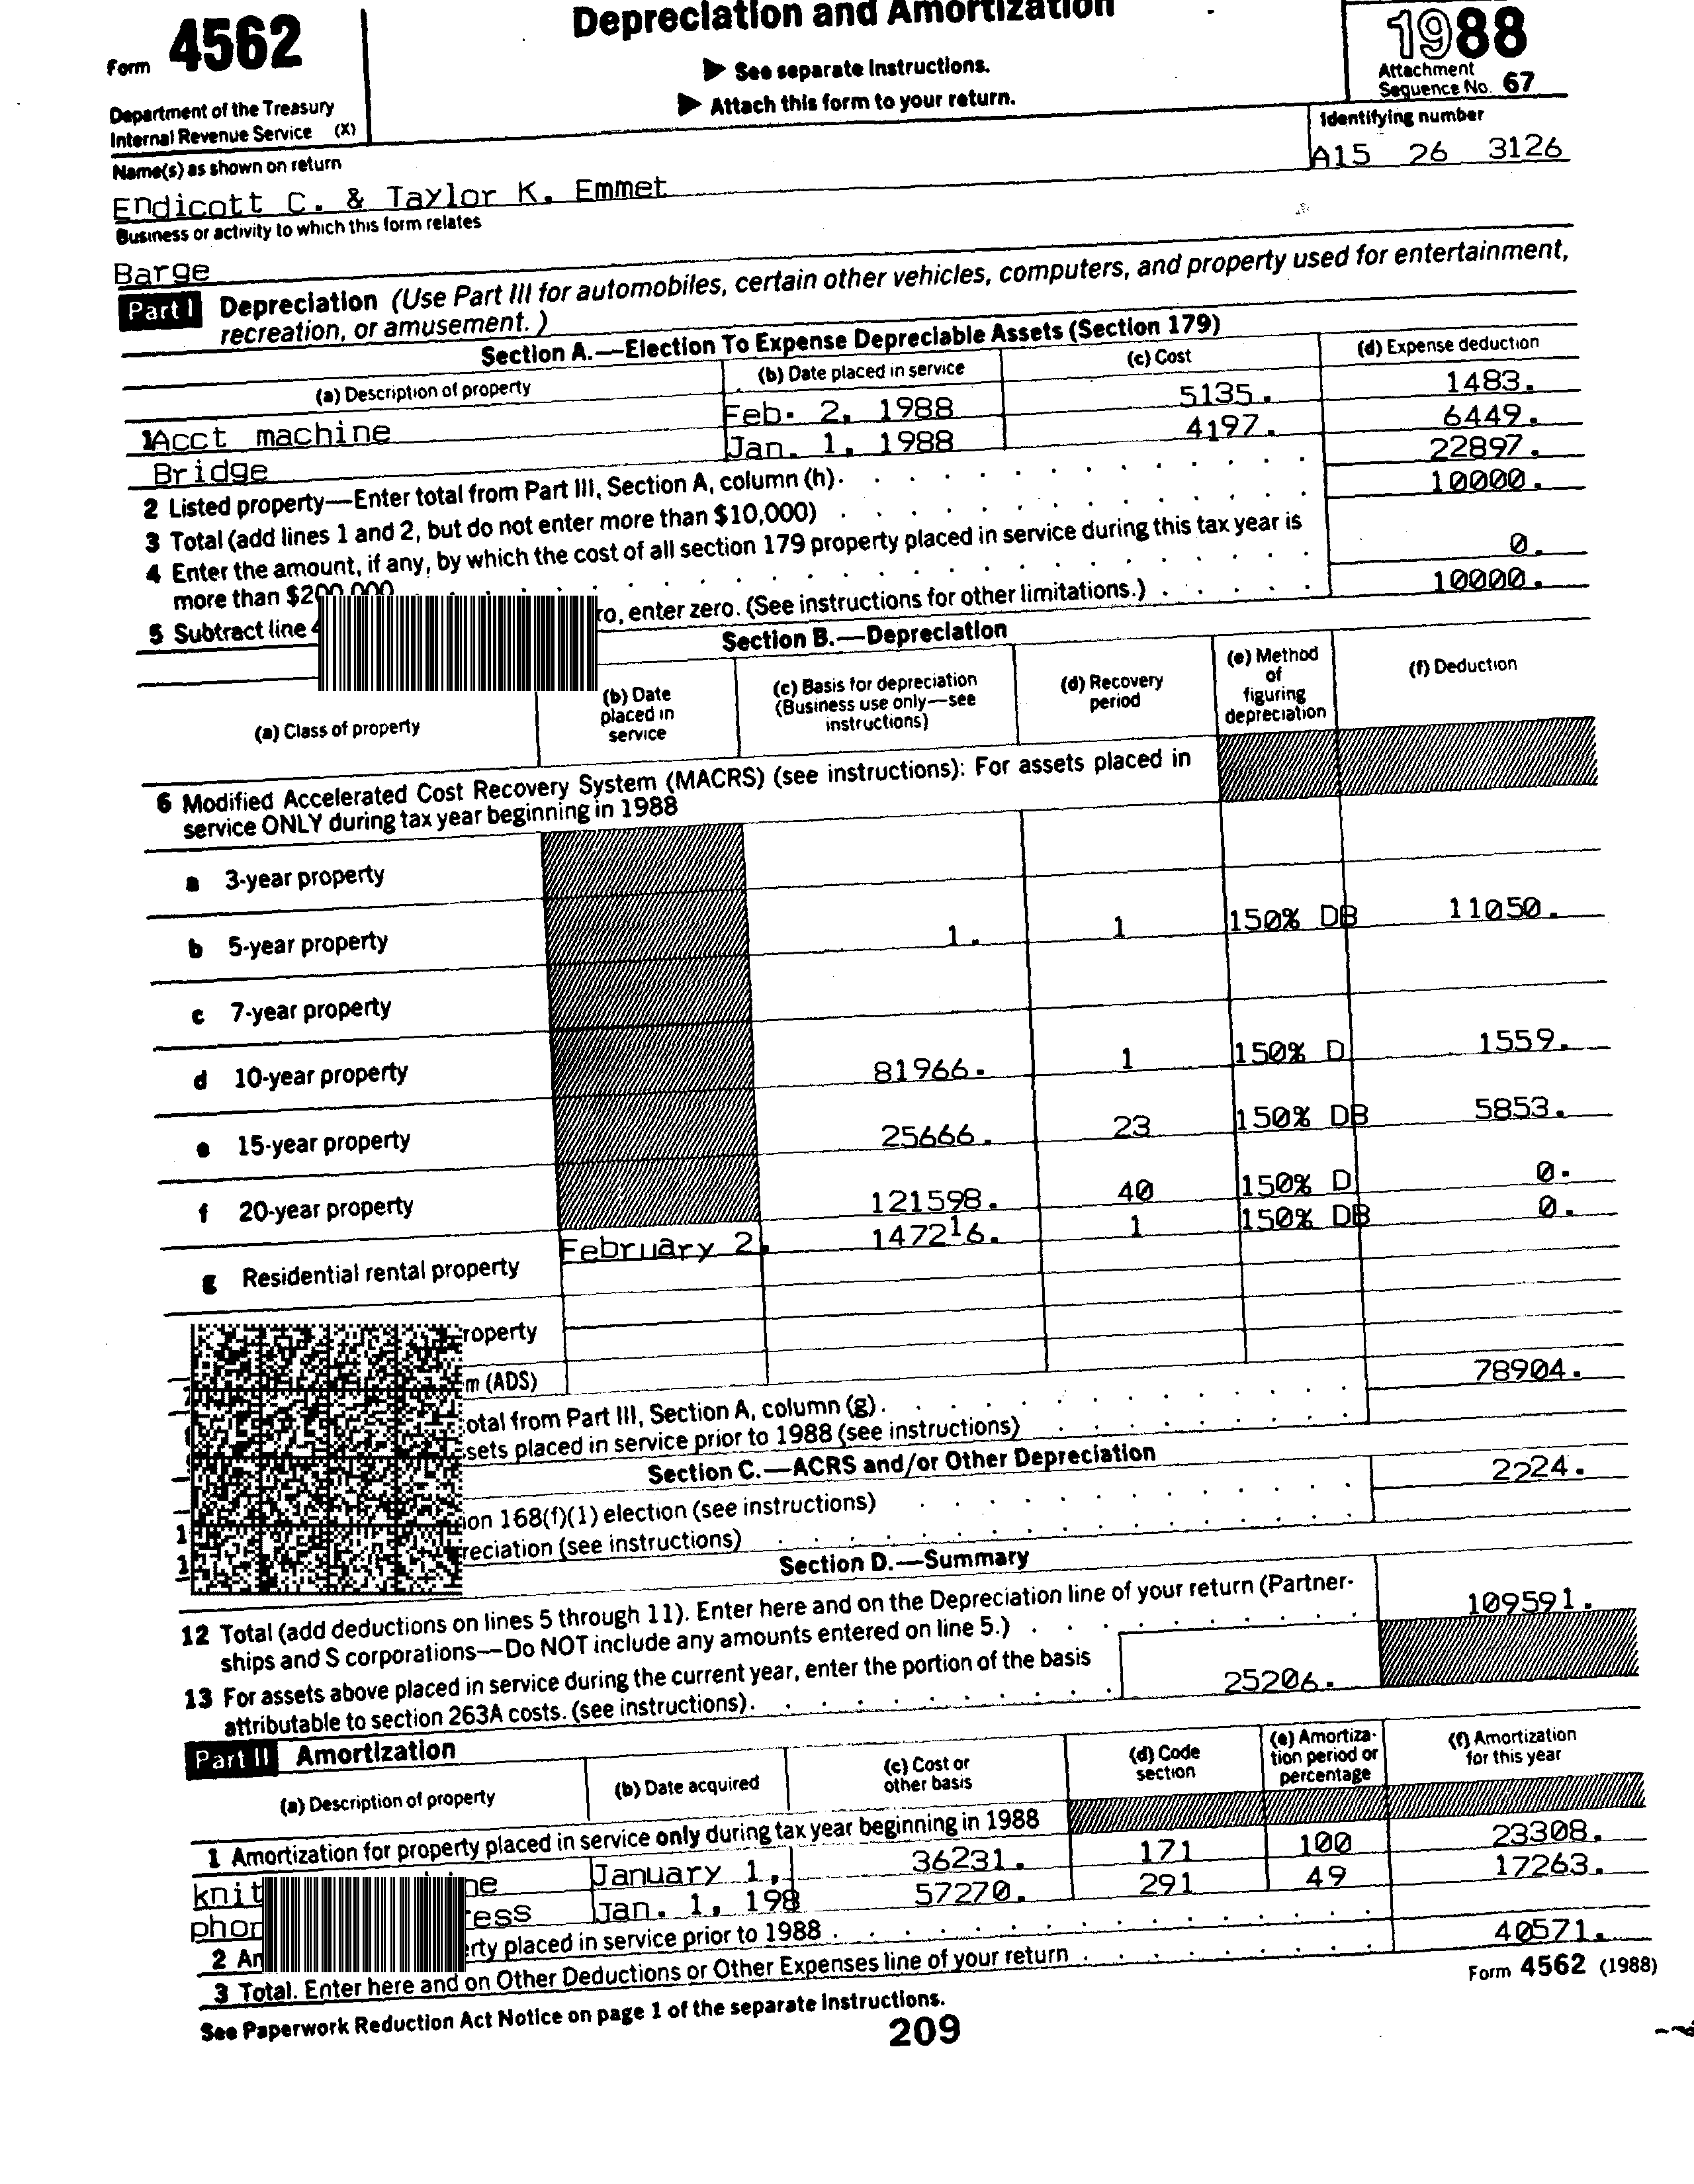 Form 4562
Depreciation and Amortization
1988
▶ See separate Instructions.
▶ Attach this form to your return.
Attachment
Sequence No. 67
Department of the Treasury
Internal Revenue Service (X)
Identifying number
A15 26 3126
Name(s) as shown on return
Endicott C. & Taylor K. Emmet
Business or activity to which this form relates
Barge
Part I Depreciation (Use Part III for automobiles, certain other vehicles, computers, and property used for entertainment,
recreation, or amusement. )
Section A.—Election To Expense Depreciable Assets (Section 179)
(a) Description of property (b) Date placed in service (c) Cost (d) Expense deduction
1 Acct machine Feb. 2, 1988 5135. 1483.
Bridge Jan. 1, 1988 4197. 6449.
2 Listed property—Enter total from Part III, Section A, column (h). 22897.
3 Total (add lines 1 and 2, but do not enter more than $10,000) 10000.
4 Enter the amount, if any, by which the cost of all section 179 property placed in service during this tax year is
more than $200,000 0.
5 Subtract line ro, enter zero. (See instructions for other limitations.) 10000.
Section B.—Depreciation
(a) Class of property (b) Date placed in service (c) Basis for depreciation (Business use only—see instructions) (d) Recovery period (e) Method of figuring depreciation (f) Deduction
6 Modified Accelerated Cost Recovery System (MACRS) (see instructions): For assets placed in
service ONLY during tax year beginning in 1988
a 3-year property
b 5-year property 1. 1 150% DB 11050.
c 7-year property
d 10-year property 81966. 1 150% D 1559.
e 15-year property 25666. 23 150% DB 5853.
f 20-year property 121598. 40 150% D 0.
g Residential rental property February 2, 147216. 1 150% DB 0.
roperty
m (ADS)
otal from Part III, Section A, column (g). 78904.
sets placed in service prior to 1988 (see instructions)
Section C.—ACRS and/or Other Depreciation
ion 168(f)(1) election (see instructions) 2224.
reciation (see instructions)
Section D.—Summary
12 Total (add deductions on lines 5 through 11). Enter here and on the Depreciation line of your return (Partner-
ships and S corporations—Do NOT include any amounts entered on line 5.) 109591.
13 For assets above placed in service during the current year, enter the portion of the basis
attributable to section 263A costs. (see instructions). 25206.
Part II Amortization
(a) Description of property (b) Date acquired (c) Cost or other basis (d) Code section (e) Amortiza-tion period or percentage (f) Amortization for this year
1 Amortization for property placed in service only during tax year beginning in 1988
knit ne January 1, 36231. 171 100 23308.
phon ess Jan. 1, 198 57270. 291 49 17263.
2 Am erty placed in service prior to 1988
3 Total. Enter here and on Other Deductions or Other Expenses line of your return 40571.
See Paperwork Reduction Act Notice on page 1 of the separate instructions.
Form 4562 (1988)
209